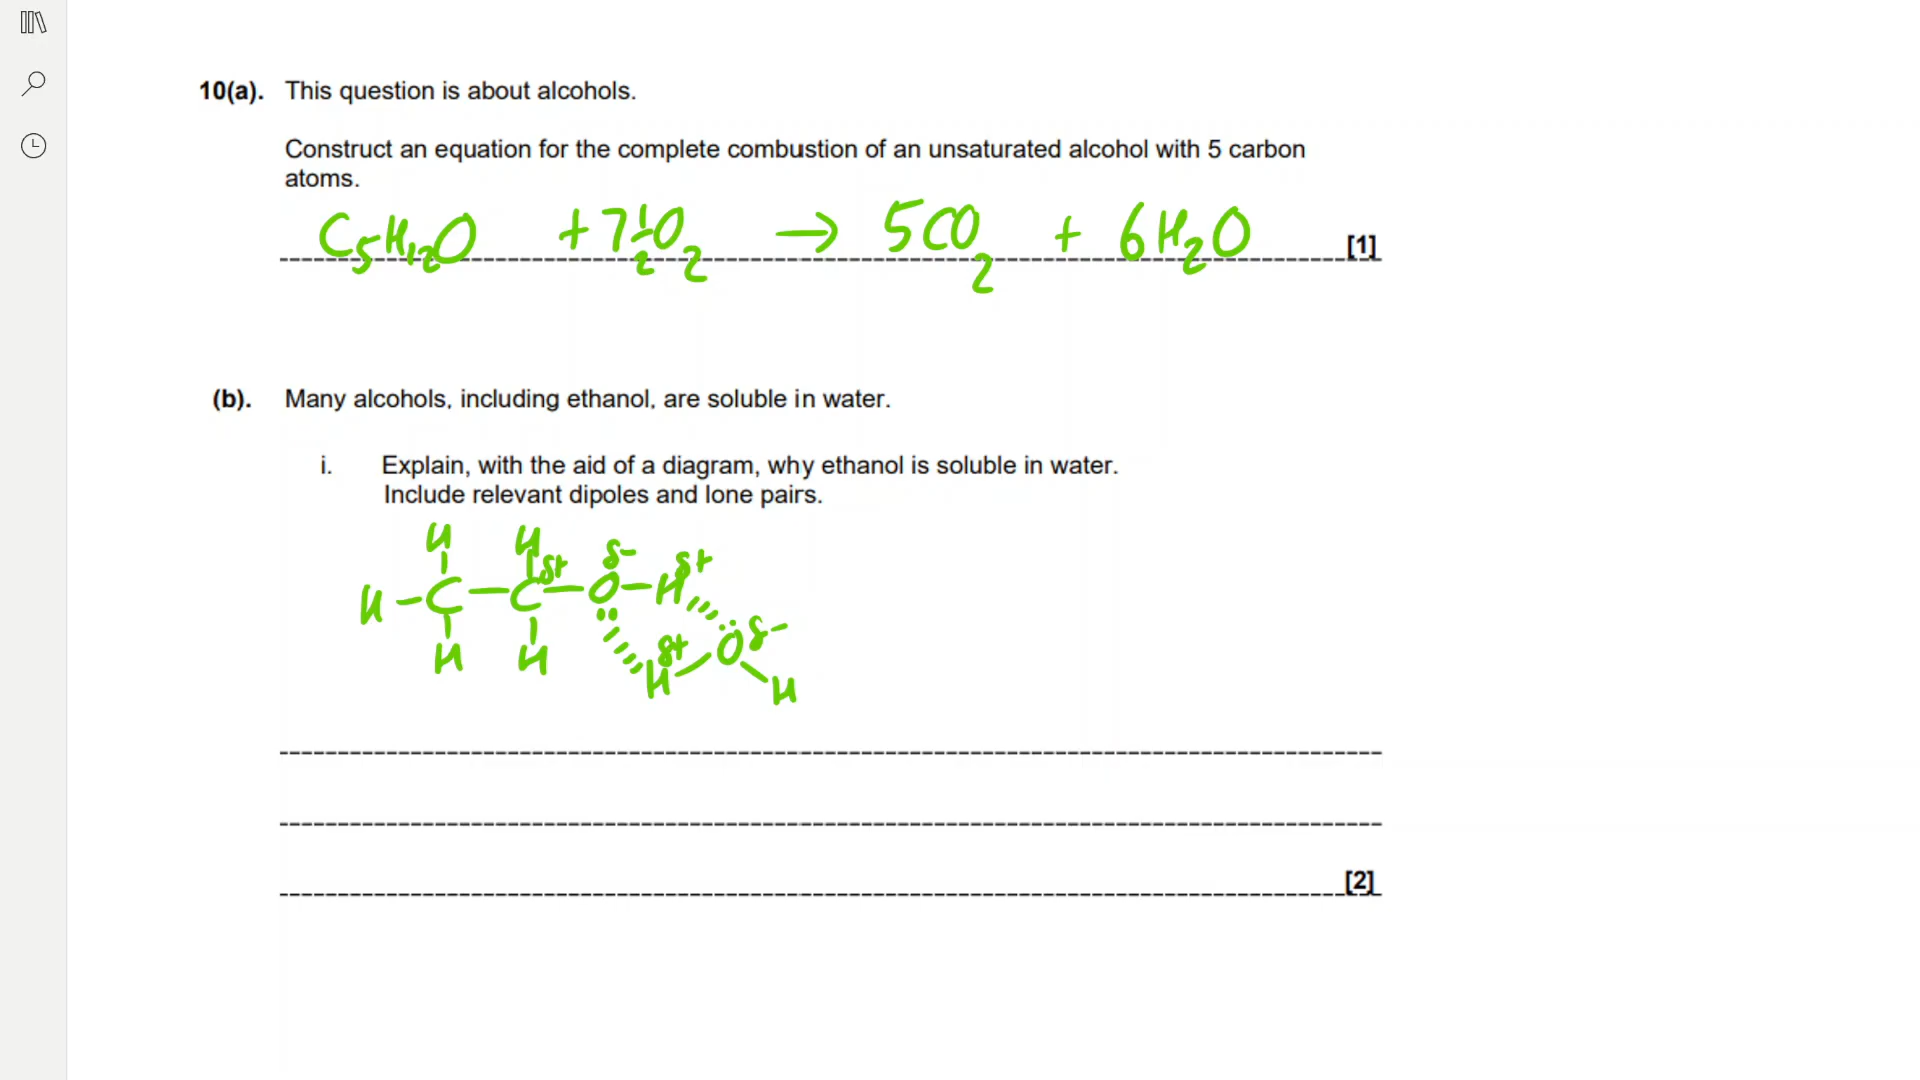 10(a). This question is about alcohols.
Construct an equation for the complete combustion of an unsaturated alcohol with 5 carbon
atoms.
C₅H₁₂O + 7½O₂ → 5CO₂ + 6H₂O [1]
(b). Many alcohols, including ethanol, are soluble in water.
i. Explain, with the aid of a diagram, why ethanol is soluble in water.
Include relevant dipoles and lone pairs.
H H δ+ δ- δ+
H - C - C - O - H
H H δ+ O δ-
H H
[2]